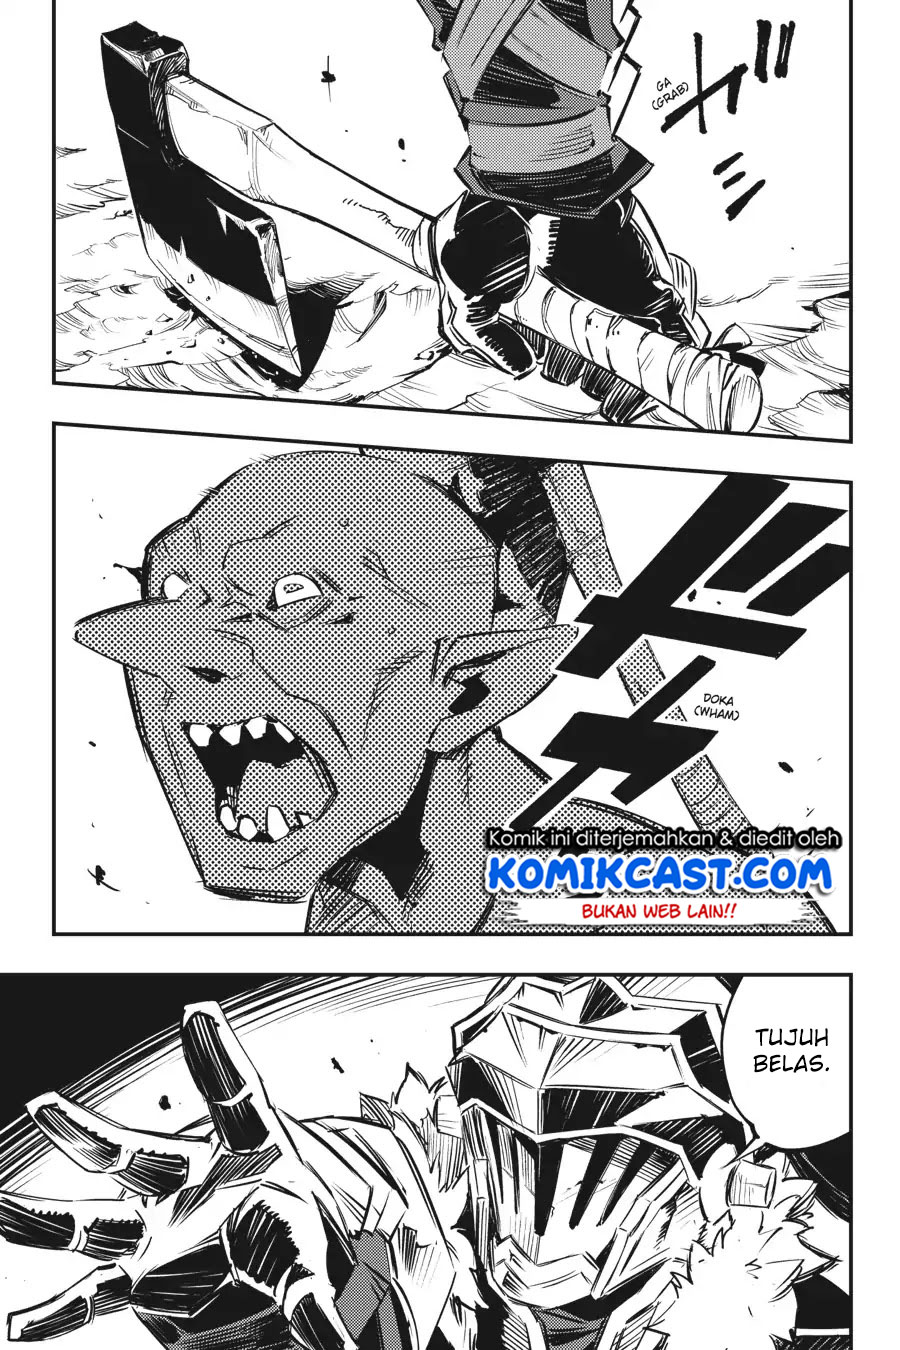 GA
(GRAB)
ガッ
ミ
ドカッ
DOKA
(WHAM)
Komik ini diterjemahkan & diedit oleh
KOMIKCAST.COM
BUKAN WEB LAIN!!
TUJUH
BELAS.